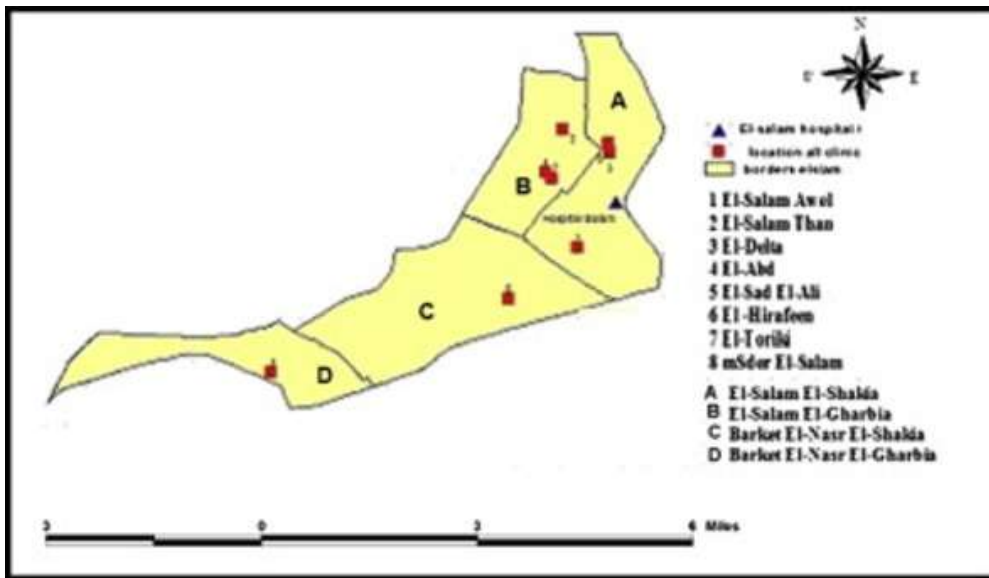 N
E
A
El-salam hospital
location all clinic
borders elslam
B
1 El-Salam Awel
2 El-Salam Than
3 El-Delta
4 El-Abd
5 El-Sad El-Ali
6 El-Hirafeen
7 El-Toriki
8 mSdor El-Salam
C
D
A El-Salam El-Shakia
B El-Salam El-Gharbia
C Barket El-Nasr El-Shakia
D Barket El-Nasr El-Gharbia
3 0 3 6 Miles